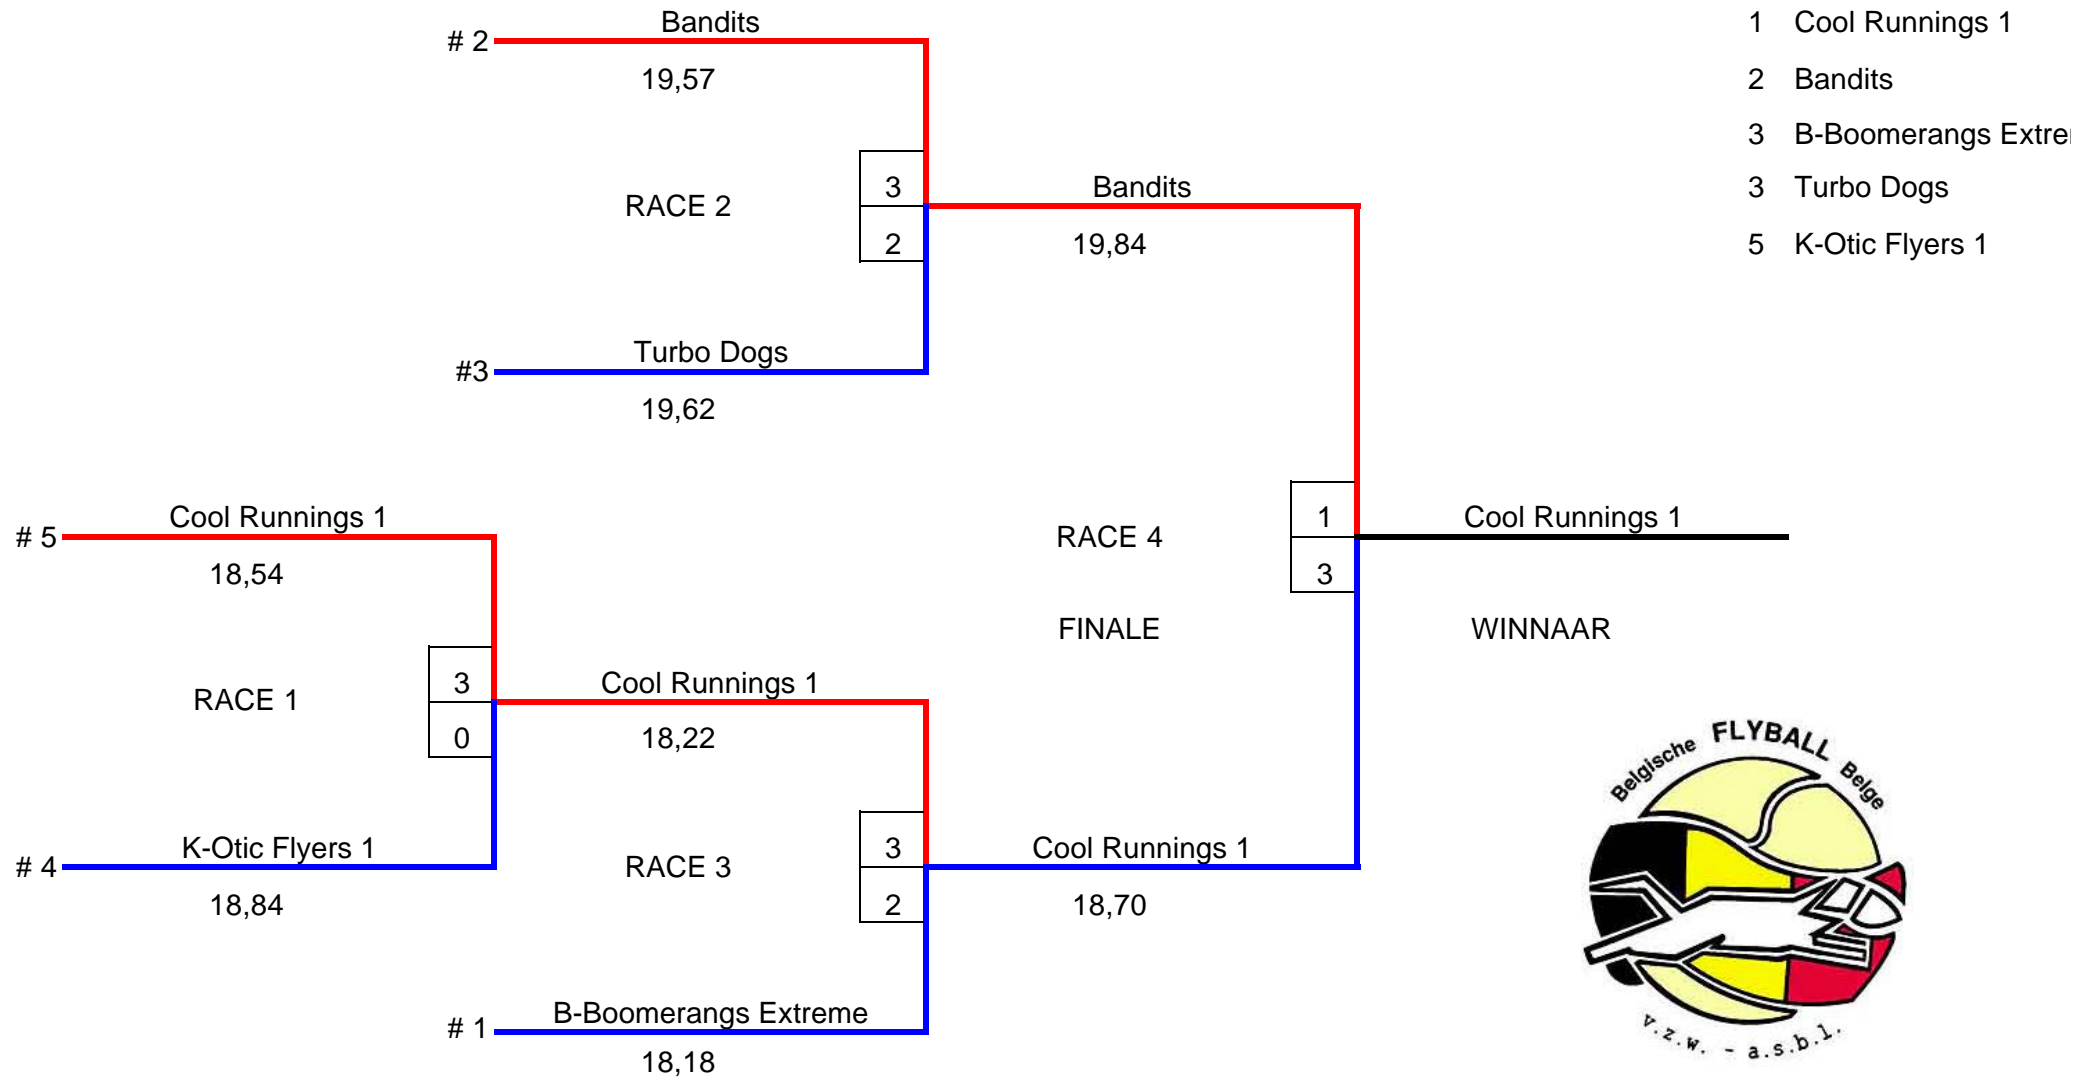 Bandits
# 2
19,57
1 Cool Runnings 1
2 Bandits
3 B-Boomerangs Extre
3 Turbo Dogs
5 K-Otic Flyers 1
RACE 2
3
2
Bandits
19,84
Turbo Dogs
#3
19,62
Cool Runnings 1
# 5
18,54
RACE 4
1
3
Cool Runnings 1
FINALE
WINNAAR
RACE 1
3
0
Cool Runnings 1
18,22
K-Otic Flyers 1
# 4
18,84
RACE 3
3
2
Cool Runnings 1
18,70
B-Boomerangs Extreme
# 1
18,18
Belgische FLYBALL Belge
v.z.w. - a.s.b.l.